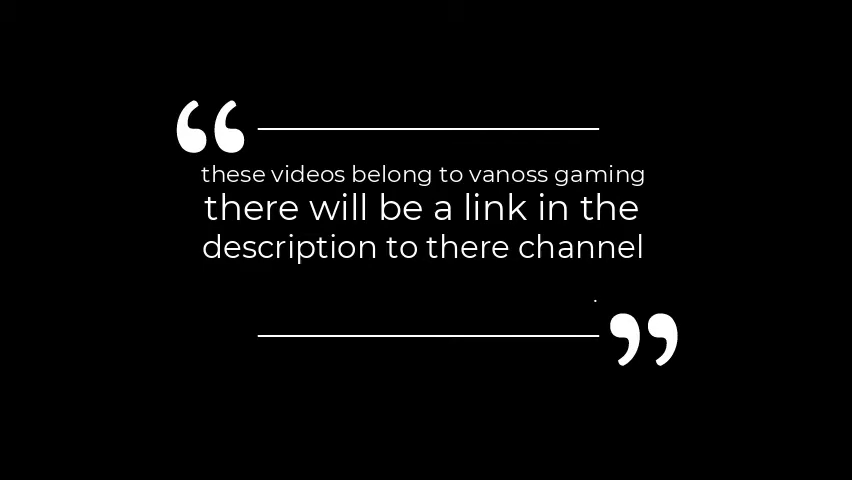 “
these videos belong to vanoss gaming
there will be a link in the
description to there channel
.
”